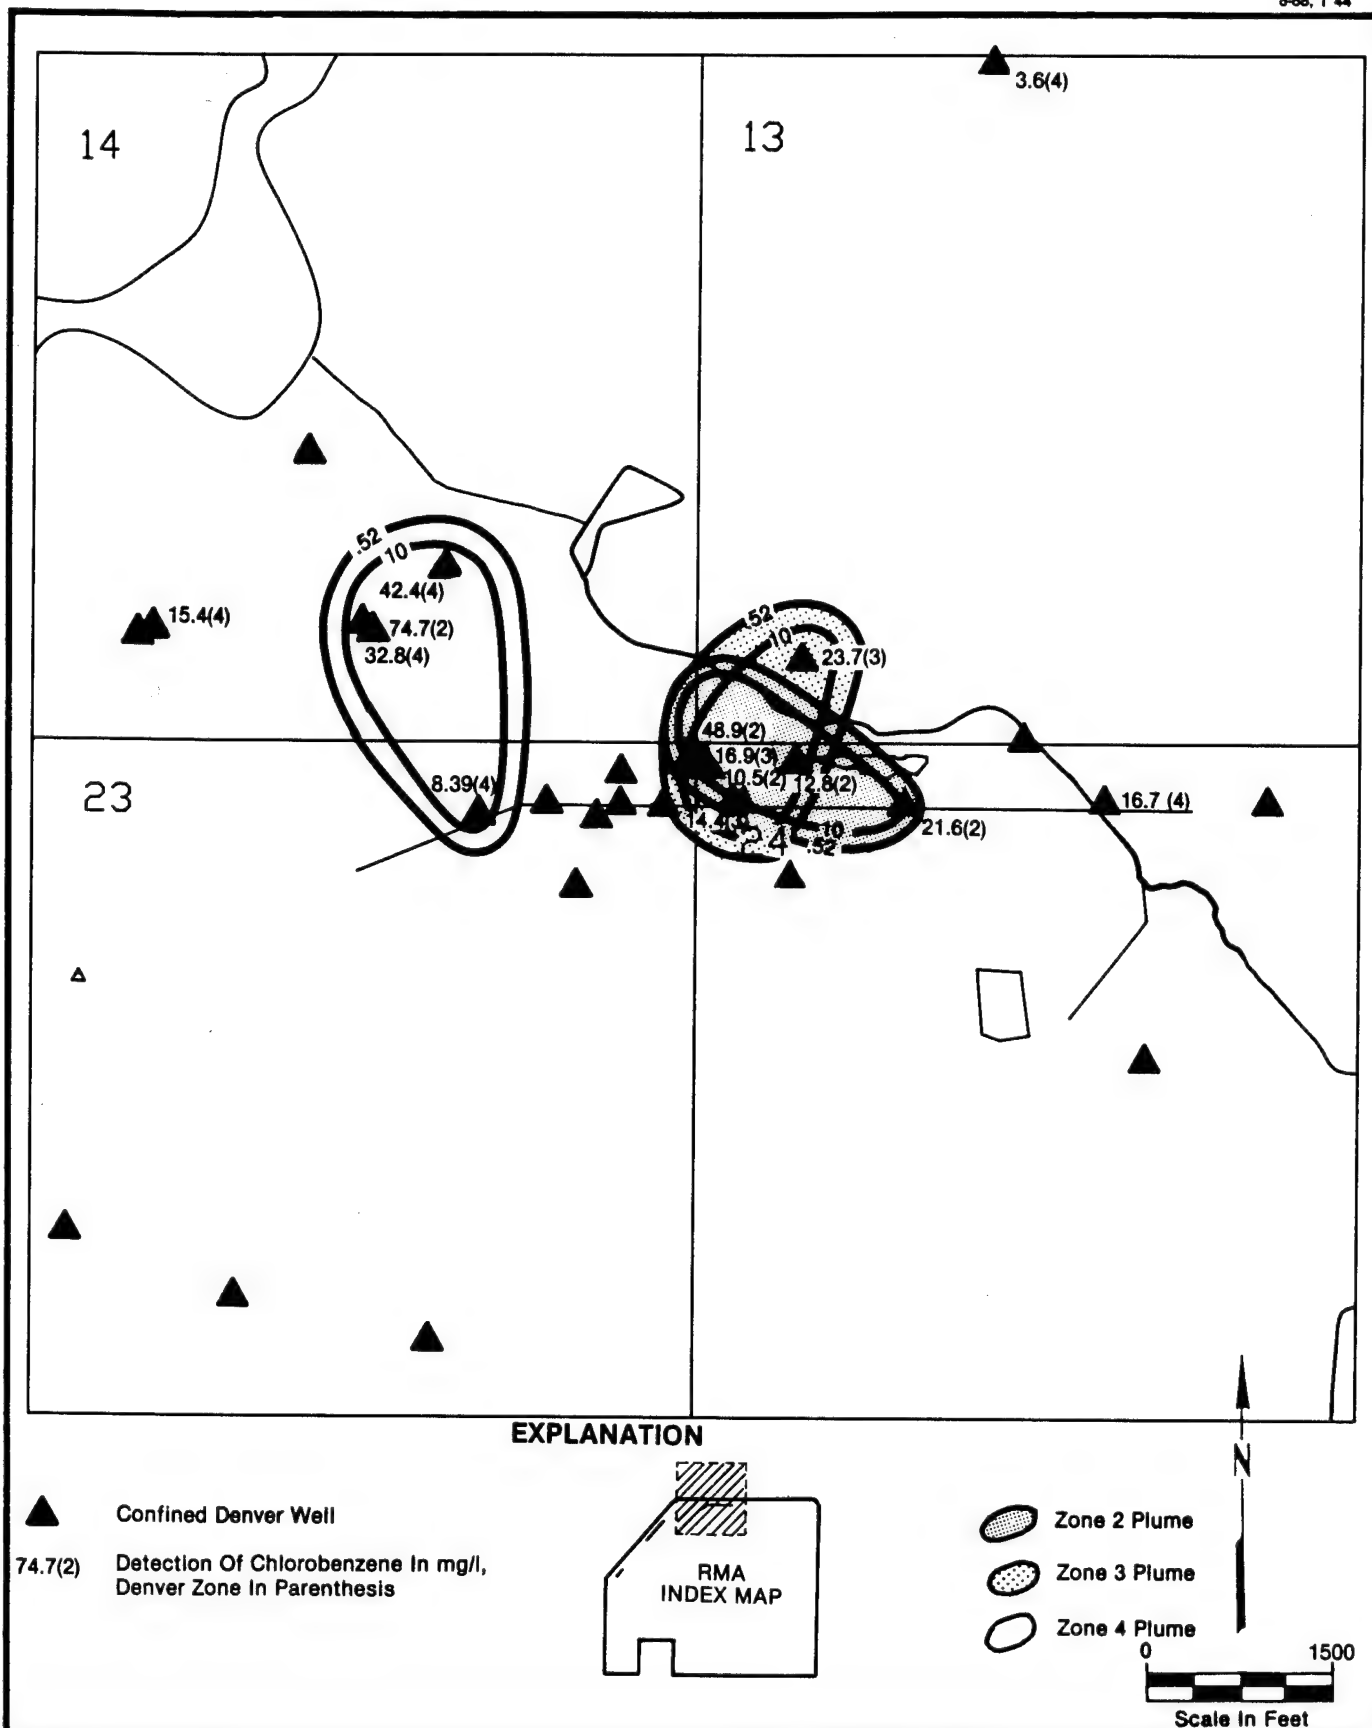 3.6(4)
14
13
.52
10
42.4(4)
15.4(4)
74.7(2)
32.8(4)
.52
10
23.7(3)
48.9(2)
16.9(3)
10.5(2)
12.8(2)
8.39(4)
23
16.7 (4)
10
.52
21.6(2)
EXPLANATION
N
Confined Denver Well
74.7(2) Detection Of Chlorobenzene In mg/l,
Denver Zone In Parenthesis
RMA
INDEX MAP
Zone 2 Plume
Zone 3 Plume
Zone 4 Plume
0 1500
Scale In Feet